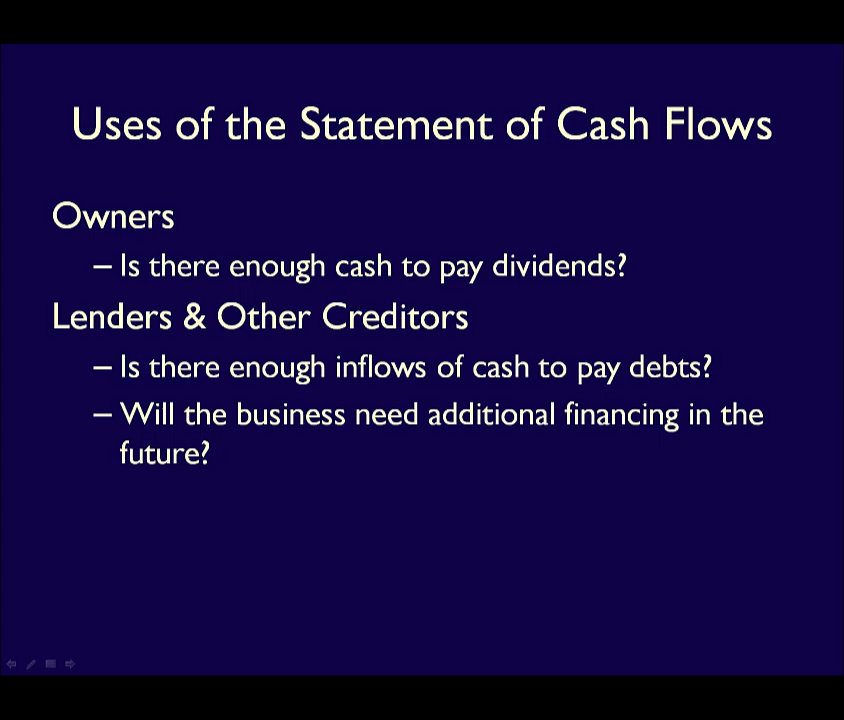 Uses of the Statement of Cash Flows
Owners
– Is there enough cash to pay dividends?
Lenders & Other Creditors
– Is there enough inflows of cash to pay debts?
– Will the business need additional financing in the
future?